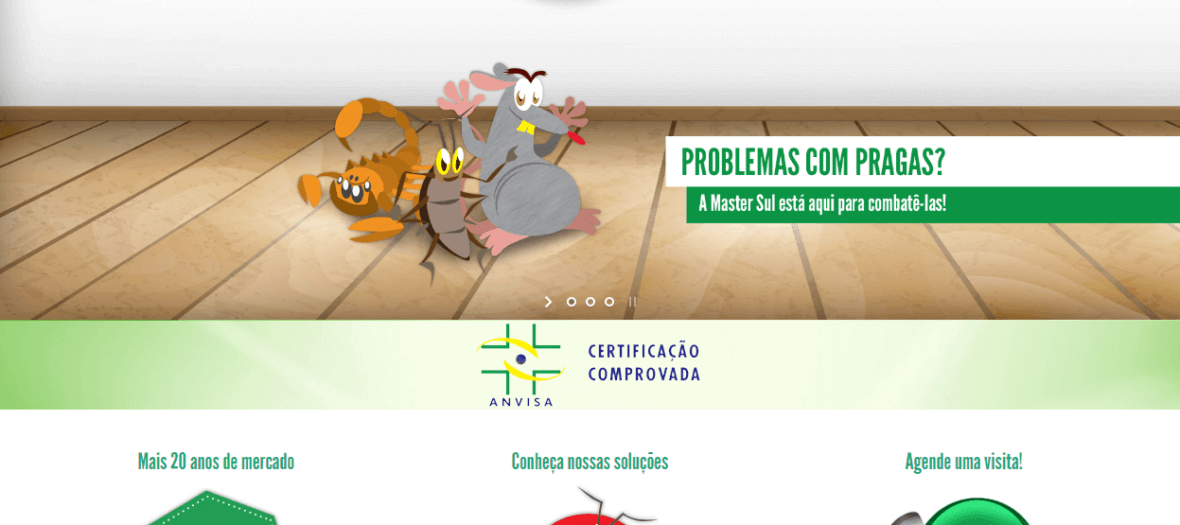 PROBLEMAS COM PRAGAS?
A Master Sul está aqui para combatê-las!
CERTIFICAÇÃO
COMPROVADA
ANVISA
Mais 20 anos de mercado
Conheça nossas soluções
Agende uma visita!